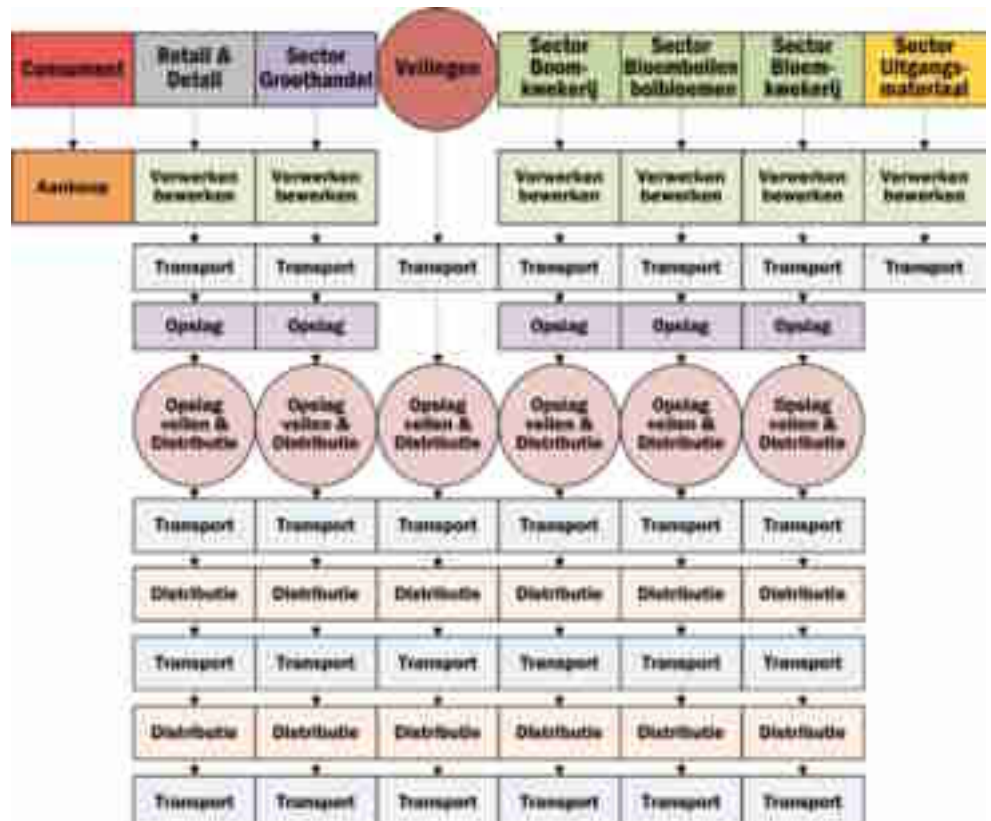 Consument
Retail &
Detail
Sector
Groothandel
Veilingen
Sector
Boom-
kwekerij
Sector
Bloembollen
bolbloemen
Sector
Bloem-
kwekerij
Sector
Uitgangs-
materiaal
Aankoop
Verwerken
bewerken
Verwerken
bewerken
Verwerken
bewerken
Verwerken
bewerken
Verwerken
bewerken
Verwerken
bewerken
Transport
Transport
Transport
Transport
Transport
Transport
Transport
Opslag
Opslag
Opslag
Opslag
Opslag
Opslag
veilen &
Distributie
Opslag
veilen &
Distributie
Opslag
veilen &
Distributie
Opslag
veilen &
Distributie
Opslag
veilen &
Distributie
Opslag
veilen &
Distributie
Transport
Transport
Transport
Transport
Transport
Transport
Distributie
Distributie
Distributie
Distributie
Distributie
Distributie
Transport
Transport
Transport
Transport
Transport
Transport
Distributie
Distributie
Distributie
Distributie
Distributie
Distributie
Transport
Transport
Transport
Transport
Transport
Transport